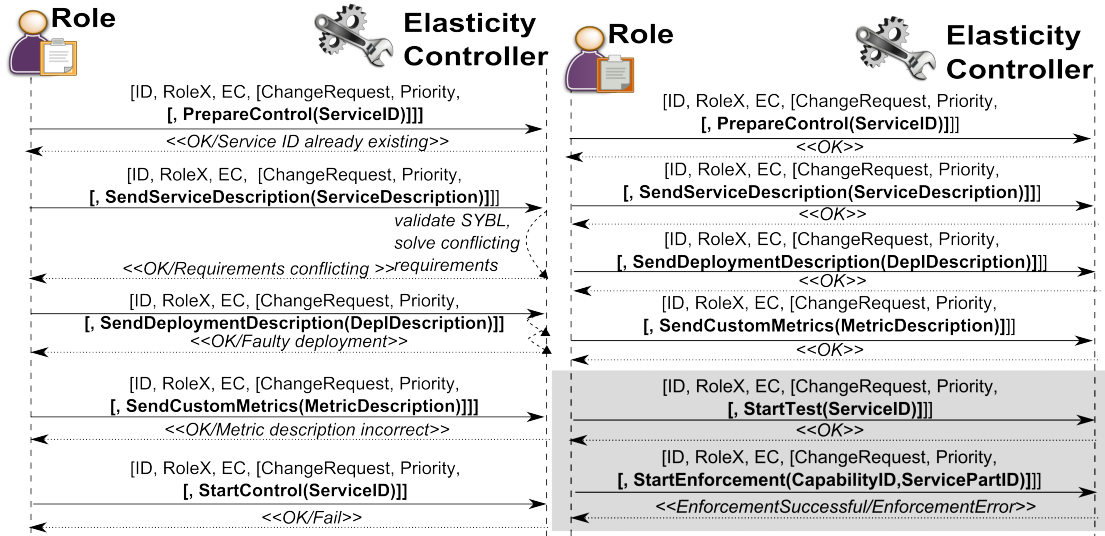 Role
Elasticity
Controller
[ID, RoleX, EC, [ChangeRequest, Priority,
[, PrepareControl(ServiceID)]]]
<<OK/Service ID already existing>>
[ID, RoleX, EC,  [ChangeRequest, Priority,
[, SendServiceDescription(ServiceDescription)]]]
validate SYBL,
solve conflicting
requirements
<<OK/Requirements conflicting >>
[ID, RoleX, EC, [ChangeRequest, Priority,
[, SendDeploymentDescription(DeplDescription)]]
<<OK/Faulty deployment>>
[ID, RoleX, EC, [ChangeRequest, Priority,
[, SendCustomMetrics(MetricDescription)]]]
<<OK/Metric description incorrect>>
[ID, RoleX, EC, [ChangeRequest, Priority,
[, StartControl(ServiceID)]]
<<OK/Fail>>
Role
Elasticity
Controller
[ID, RoleX, EC, [ChangeRequest, Priority,
[, PrepareControl(ServiceID)]]]
<<OK>>
[ID, RoleX, EC, [ChangeRequest, Priority,
[, SendServiceDescription(ServiceDescription)]]]
<<OK>>
[ID, RoleX, EC, [ChangeRequest, Priority,
[, SendDeploymentDescription(DeplDescription)]]]
<<OK>>
[ID, RoleX, EC, [ChangeRequest, Priority,
[, SendCustomMetrics(MetricDescription)]]]
<<OK>>
[ID, RoleX, EC, [ChangeRequest, Priority,
[, StartTest(ServiceID)]]]
<<OK>>
[ID, RoleX, EC, [ChangeRequest, Priority,
[, StartEnforcement(CapabilityID,ServicePartID)]]]
<<EnforcementSuccessful/EnforcementError>>